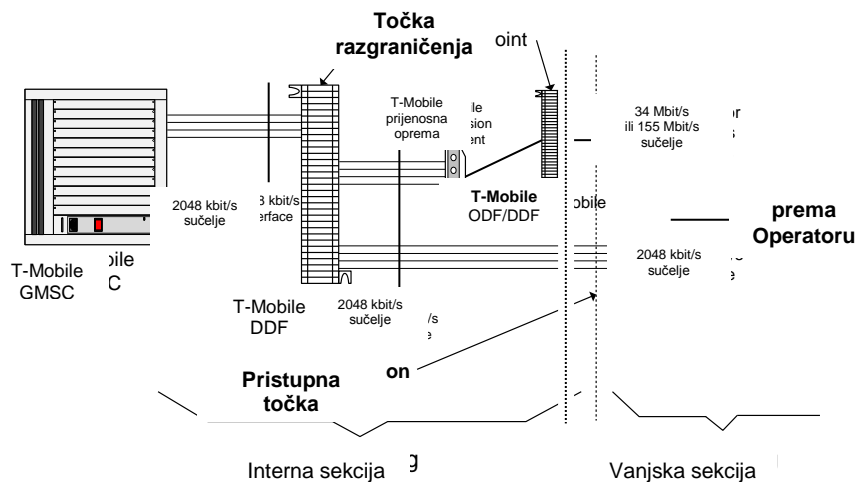 Točka
razgraničenja
oint
T-Mobile
prijenosna
oprema
34 Mbit/s
ili 155 Mbit/s
sučelje
2048 kbit/s
sučelje
erface
T-Mobile
ODF/DDF
prema
Operatoru
T-Mobile
GMSC
T-Mobile
DDF
2048 kbit/s
sučelje
2048 kbit/s
sučelje
Pristupna
točka
on
Interna sekcija
Vanjska sekcija